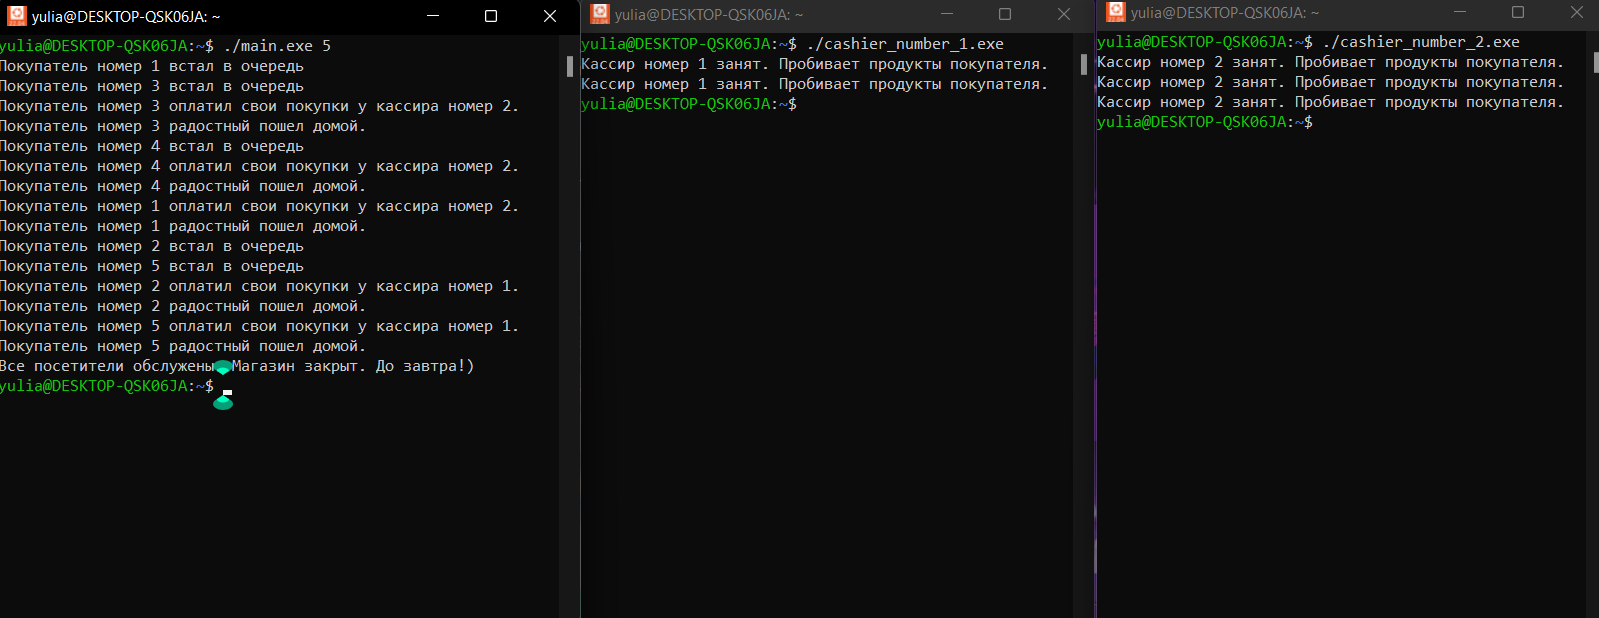 yulia@DESKTOP-QSK06JA: ~
yulia@DESKTOP-QSK06JA:~$ ./main.exe 5
Покупатель номер 1 встал в очередь
Покупатель номер 3 встал в очередь
Покупатель номер 3 оплатил свои покупки у кассира номер 2.
Покупатель номер 3 радостный пошел домой.
Покупатель номер 4 встал в очередь
Покупатель номер 4 оплатил свои покупки у кассира номер 2.
Покупатель номер 4 радостный пошел домой.
Покупатель номер 1 оплатил свои покупки у кассира номер 2.
Покупатель номер 1 радостный пошел домой.
Покупатель номер 2 встал в очередь
Покупатель номер 5 встал в очередь
Покупатель номер 2 оплатил свои покупки у кассира номер 1.
Покупатель номер 2 радостный пошел домой.
Покупатель номер 5 оплатил свои покупки у кассира номер 1.
Покупатель номер 5 радостный пошел домой.
Все посетители обслужены. Магазин закрыт. До завтра!)
yulia@DESKTOP-QSK06JA:~$
yulia@DESKTOP-QSK06JA: ~
yulia@DESKTOP-QSK06JA:~$ ./cashier_number_1.exe
Кассир номер 1 занят. Пробивает продукты покупателя.
Кассир номер 1 занят. Пробивает продукты покупателя.
yulia@DESKTOP-QSK06JA:~$
yulia@DESKTOP-QSK06JA: ~
yulia@DESKTOP-QSK06JA:~$ ./cashier_number_2.exe
Кассир номер 2 занят. Пробивает продукты покупателя.
Кассир номер 2 занят. Пробивает продукты покупателя.
Кассир номер 2 занят. Пробивает продукты покупателя.
yulia@DESKTOP-QSK06JA:~$